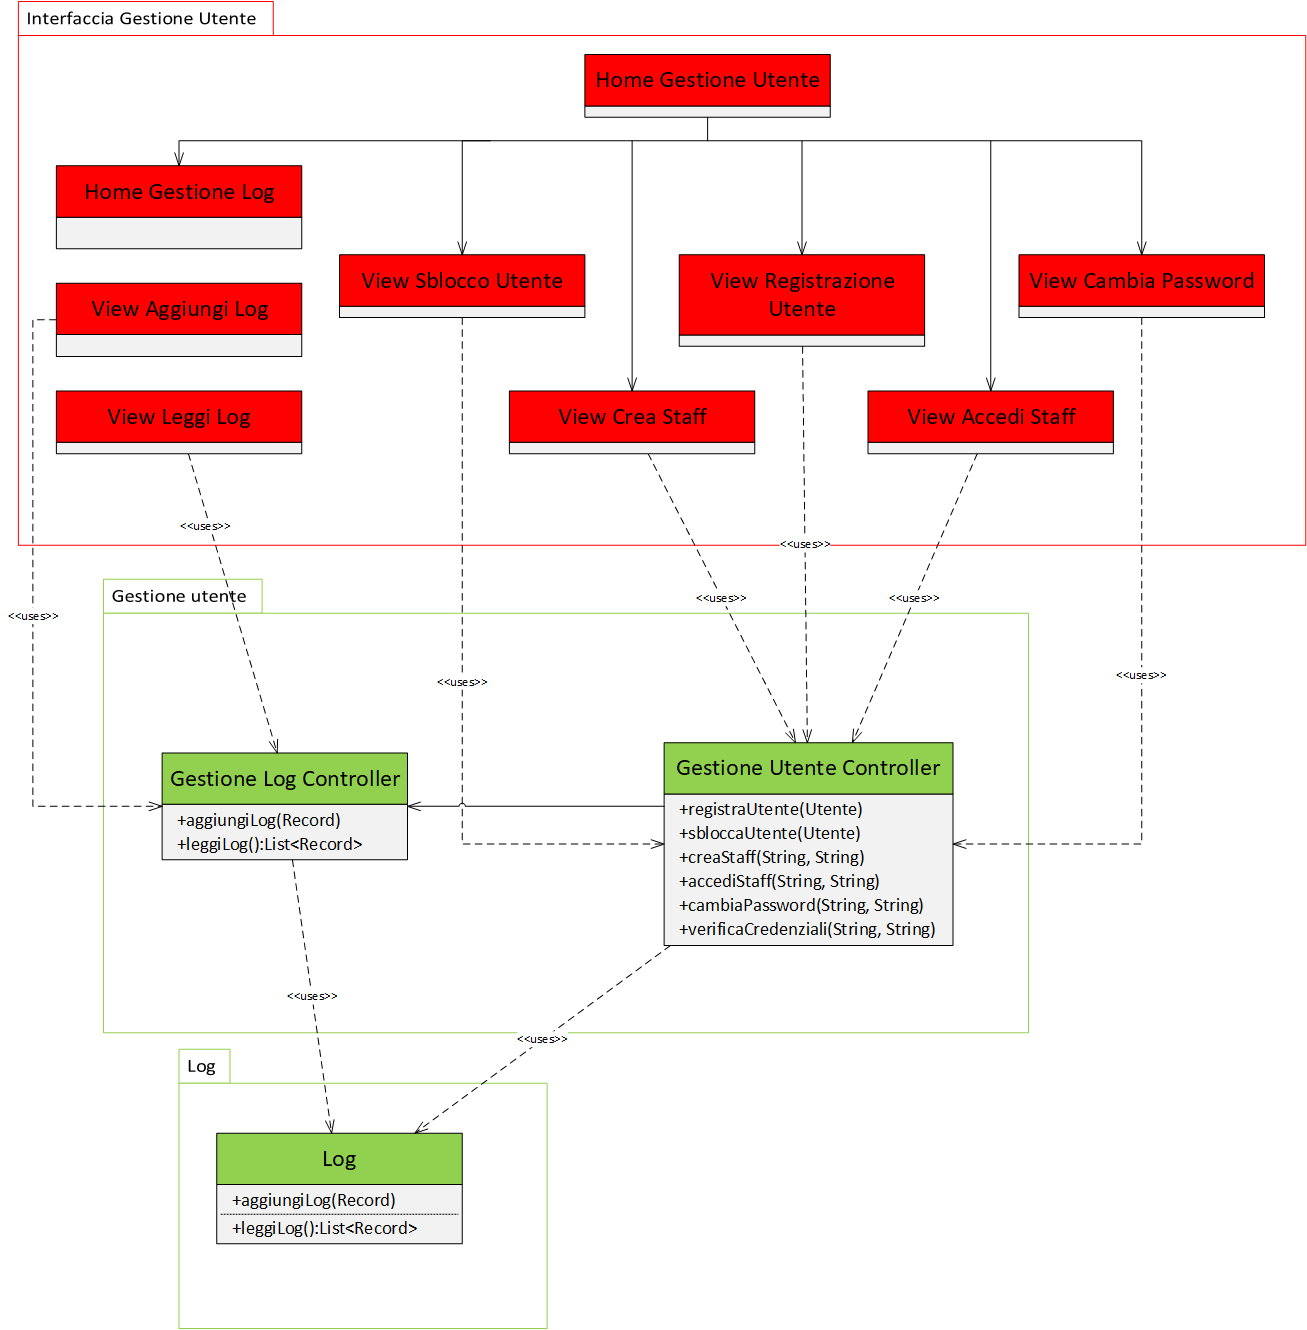 Interfaccia Gestione Utente
Home Gestione Utente
Home Gestione Log
View Sblocco Utente
View Registrazione
Utente
View Cambia Password
View Aggiungi Log
View Leggi Log
View Crea Staff
View Accedi Staff
<<uses>>
<<uses>>
<<uses>>
<<uses>>
<<uses>>
<<uses>>
<<uses>>
Gestione utente
Gestione Log Controller
+aggiungiLog(Record)
+leggiLog():List<Record>
Gestione Utente Controller
+registraUtente(Utente)
+sbloccaUtente(Utente)
+creaStaff(String, String)
+accediStaff(String, String)
+cambiaPassword(String, String)
+verificaCredenziali(String, String)
<<uses>>
<<uses>>
Log
Log
+aggiungiLog(Record)
+leggiLog():List<Record>